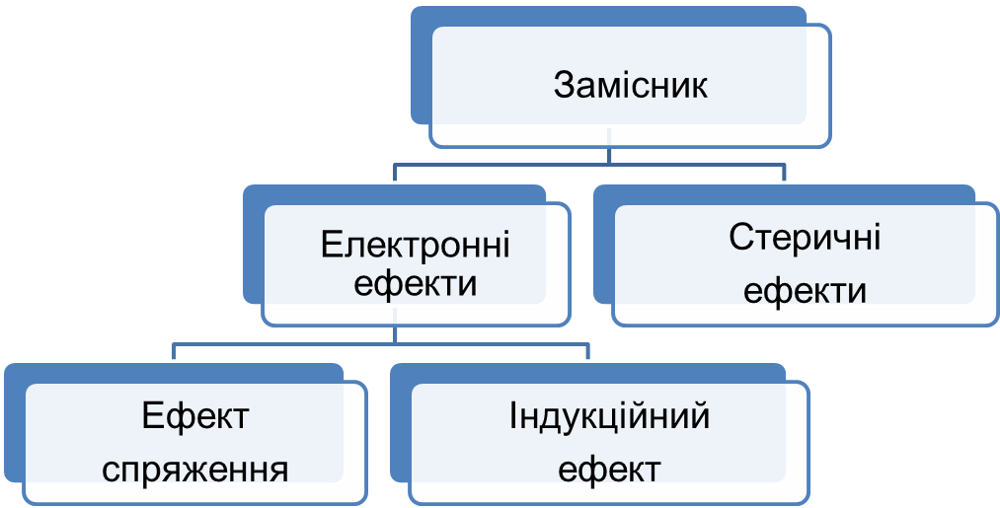 Замісник
Електронні
ефекти
Стеричні
ефекти
Ефект
спряження
Індукційний
ефект